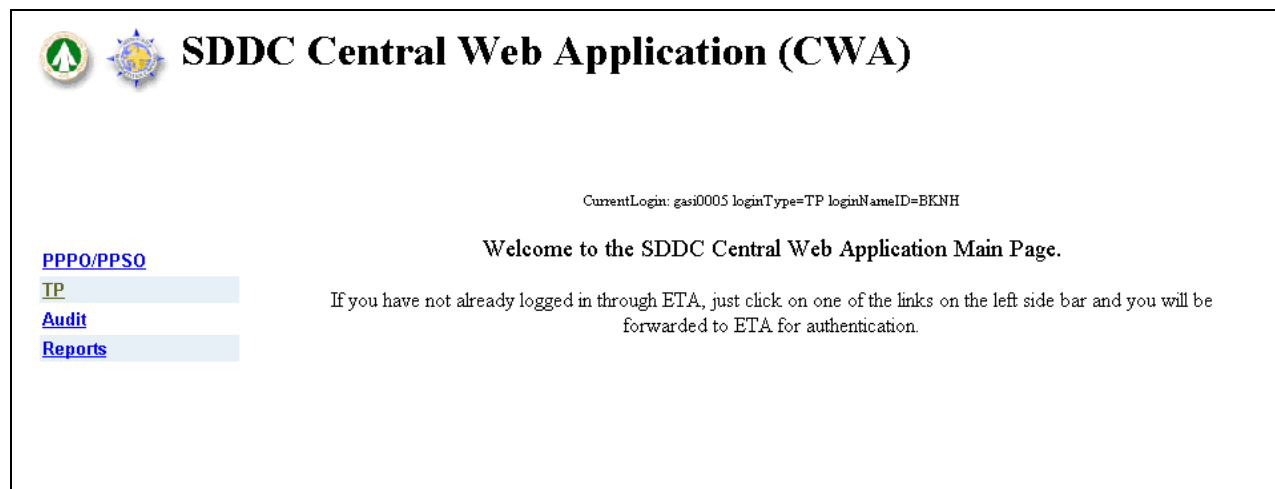 SDDC Central Web Application (CWA)
CurrentLogin: gasi0005 loginType=TP loginNameID=BKNH
Welcome to the SDDC Central Web Application Main Page.
PPPO/PPSO
TP
Audit
Reports
If you have not already logged in through ETA, just click on one of the links on the left side bar and you will be
forwarded to ETA for authentication.